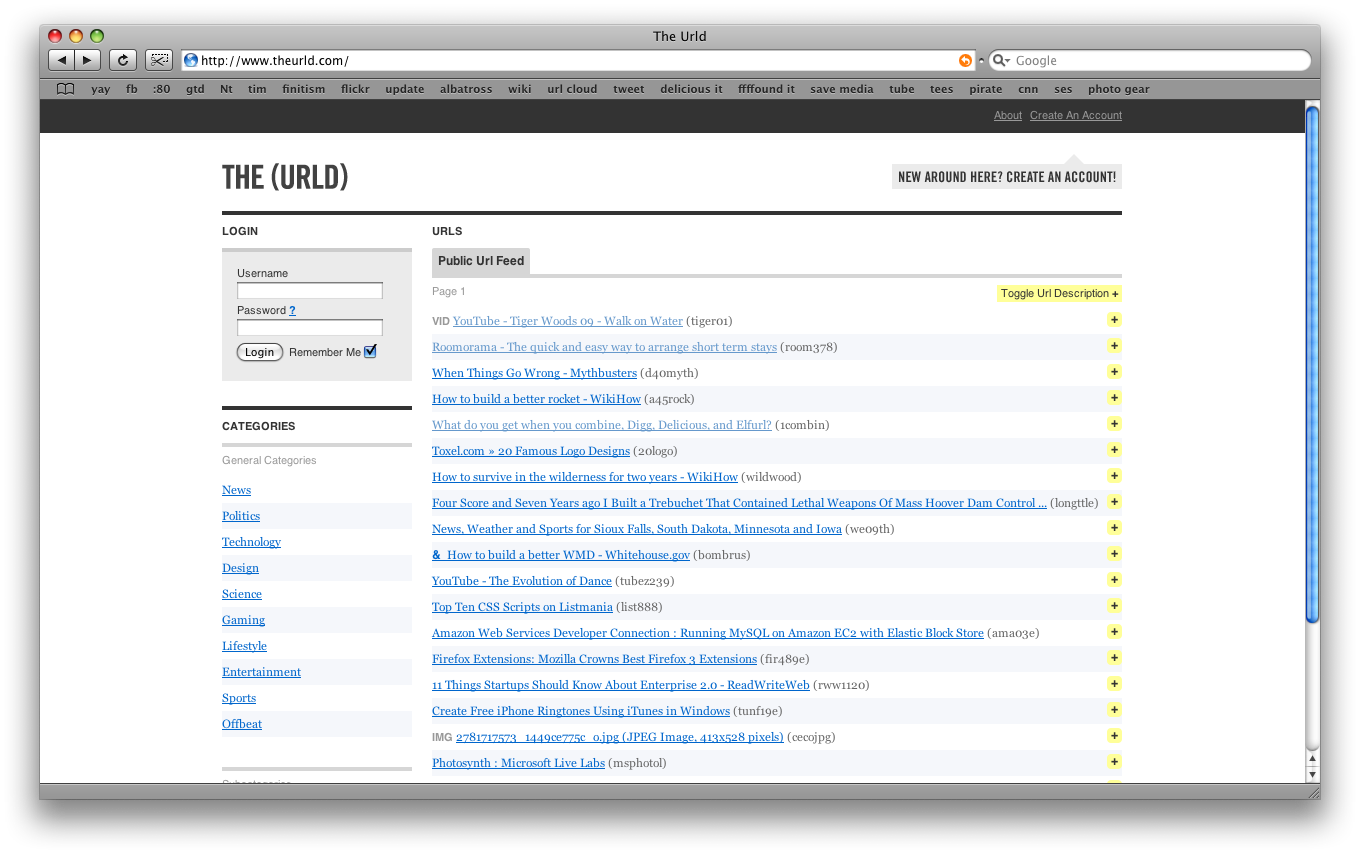 The Urld
http://www.theurld.com/
Google
yay fb :80 gtd Nt tim finitism flickr update albatross wiki url cloud tweet delicious it ffffound it save media tube tees pirate cnn ses photo gear
About Create An Account
THE (URLD)
NEW AROUND HERE? CREATE AN ACCOUNT!
LOGIN
Username
Password ?
Login Remember Me
CATEGORIES
General Categories
News
Politics
Technology
Design
Science
Gaming
Lifestyle
Entertainment
Sports
Offbeat
Subcategories
URLS
Public Url Feed
Page 1 Toggle Url Description +
VID YouTube - Tiger Woods 09 - Walk on Water (tiger01) +
Roomorama - The quick and easy way to arrange short term stays (room378) +
When Things Go Wrong - Mythbusters (d40myth) +
How to build a better rocket - WikiHow (a45rock) +
What do you get when you combine, Digg, Delicious, and Elfurl? (1combin) +
Toxel.com » 20 Famous Logo Designs (20logo) +
How to survive in the wilderness for two years - WikiHow (wildwood) +
Four Score and Seven Years ago I Built a Trebuchet That Contained Lethal Weapons Of Mass Hoover Dam Control ... (longttle) +
News, Weather and Sports for Sioux Falls, South Dakota, Minnesota and Iowa (we09th) +
& How to build a better WMD - Whitehouse.gov (bombrus) +
YouTube - The Evolution of Dance (tubez239) +
Top Ten CSS Scripts on Listmania (list888) +
Amazon Web Services Developer Connection : Running MySQL on Amazon EC2 with Elastic Block Store (ama03e) +
Firefox Extensions: Mozilla Crowns Best Firefox 3 Extensions (fir489e) +
11 Things Startups Should Know About Enterprise 2.0 - ReadWriteWeb (rww1120) +
Create Free iPhone Ringtones Using iTunes in Windows (tunf19e) +
IMG 2781717573_1449ce775c_o.jpg (JPEG Image, 413x528 pixels) (cecojpg) +
Photosynth : Microsoft Live Labs (msphotol) +